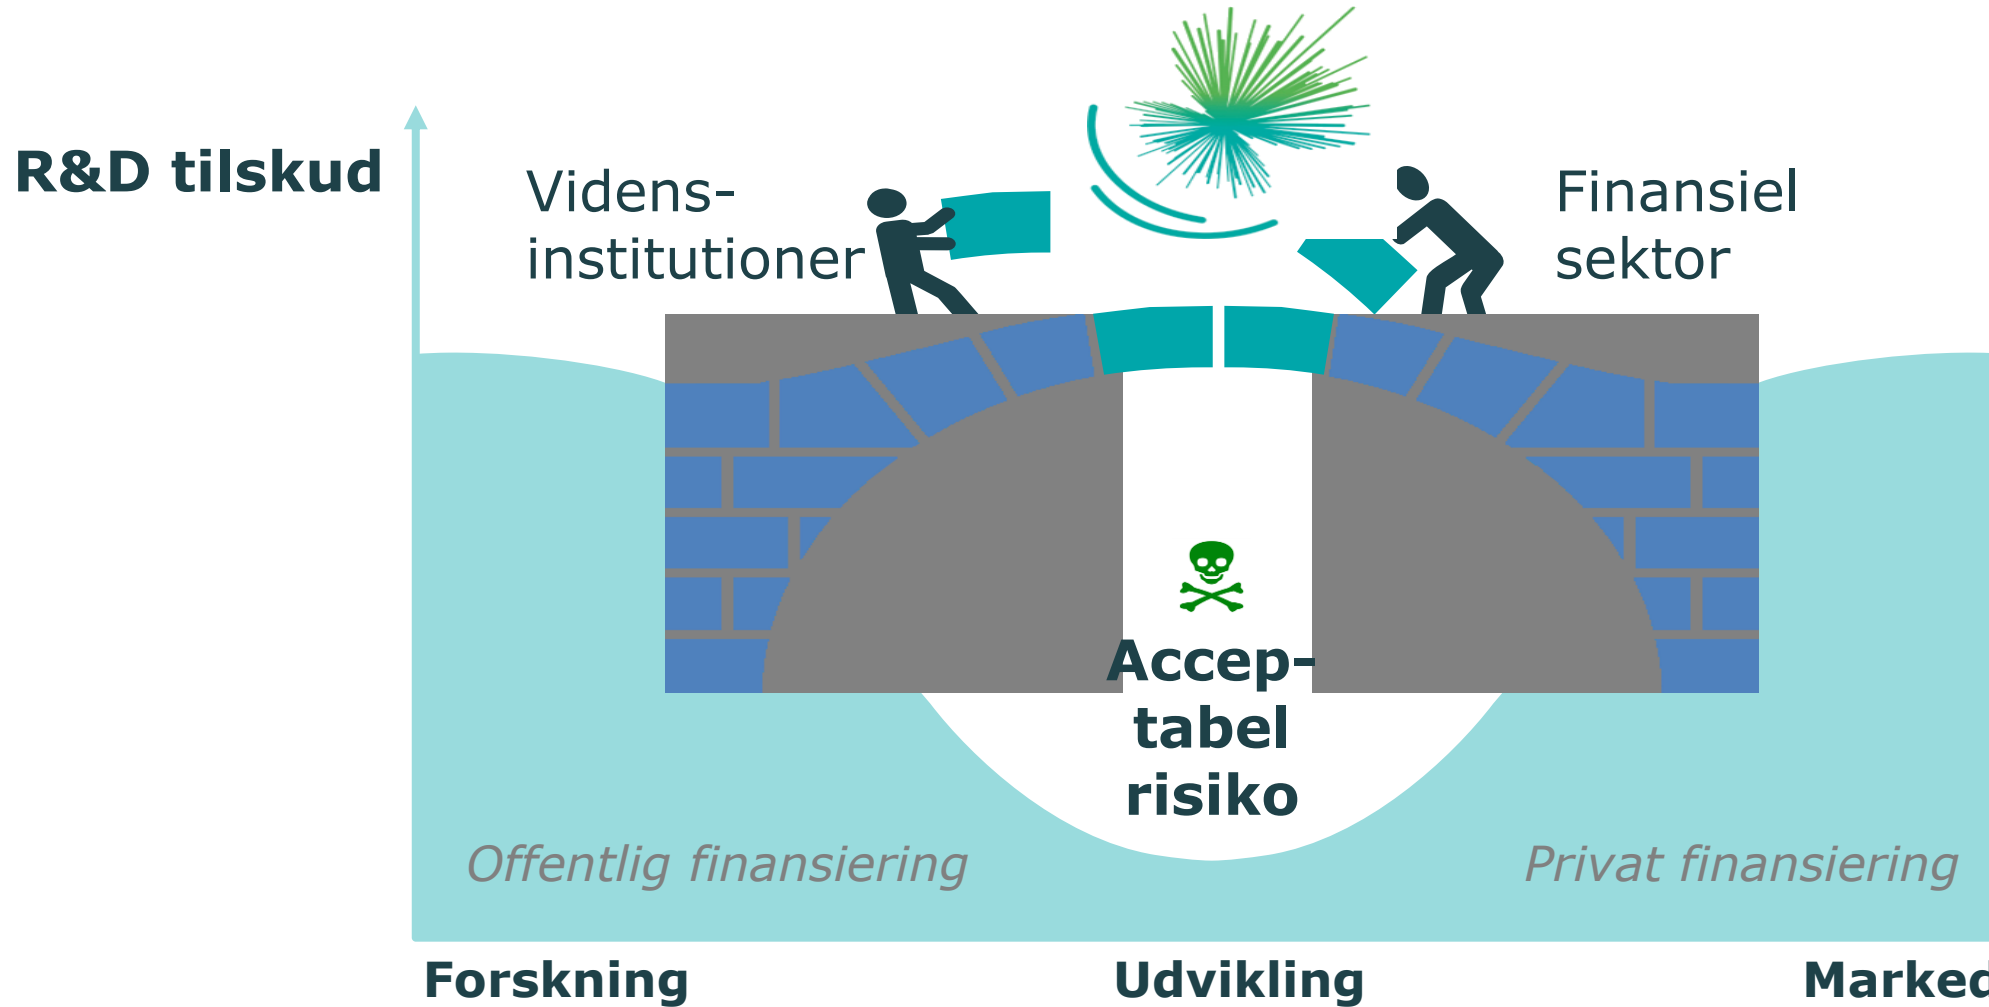 R&D tilskud
Videns-
institutioner
Finansiel
sektor
Accep-
tabel
risiko
Offentlig finansiering
Privat finansiering
Forskning
Udvikling
Marked